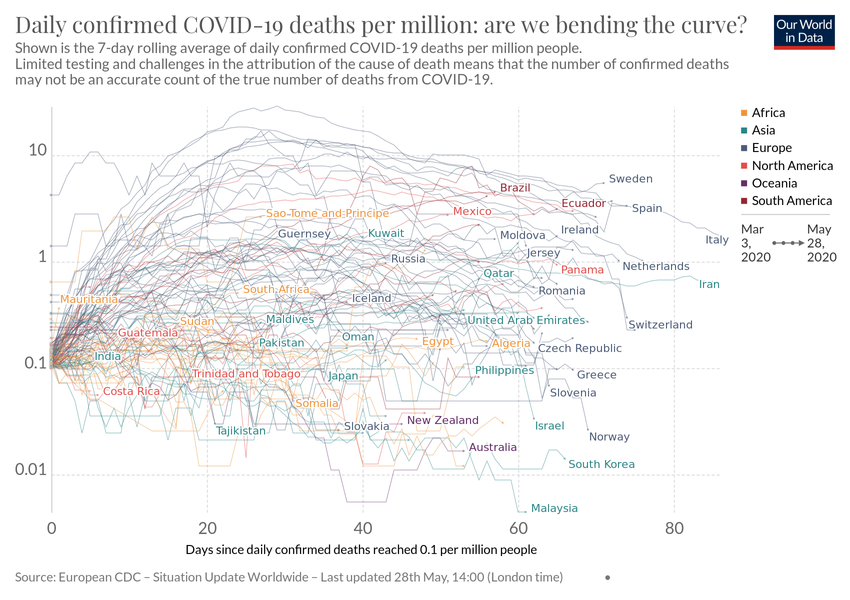 Daily confirmed COVID-19 deaths per million: are we bending the curve?
Our World
in Data
Shown is the 7-day rolling average of daily confirmed COVID-19 deaths per million people.
Limited testing and challenges in the attribution of the cause of death means that the number of confirmed deaths
may not be an accurate count of the true number of deaths from COVID-19.
Africa
Asia
Europe
North America
Oceania
South America
Mar
3,
2020
May
28,
2020
10
1
0.1
0.01
Sweden
Brazil
Ecuador
Spain
Mexico
Sao Tome and Principe
Ireland
Guernsey
Kuwait
Moldova
Italy
Jersey
Russia
Netherlands
Panama
Qatar
Iran
South Africa
Romania
Mauritania
Iceland
Sudan
Maldives
United Arab Emirates
Switzerland
Guatemala
Oman
Pakistan
Egypt
Algeria
Czech Republic
India
Trinidad and Tobago
Japan
Philippines
Greece
Costa Rica
Slovenia
Somalia
New Zealand
Slovakia
Israel
Tajikistan
Norway
Australia
South Korea
Malaysia
0
20
40
60
80
Days since daily confirmed deaths reached 0.1 per million people
Source: European CDC – Situation Update Worldwide – Last updated 28th May, 14:00 (London time)